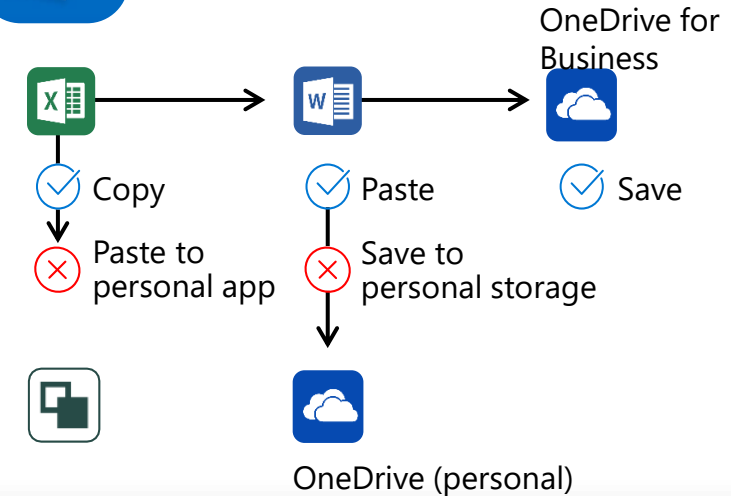 OneDrive for
Business
X
W
Copy
Paste
Save
Paste to
personal app
Save to
personal storage
OneDrive (personal)